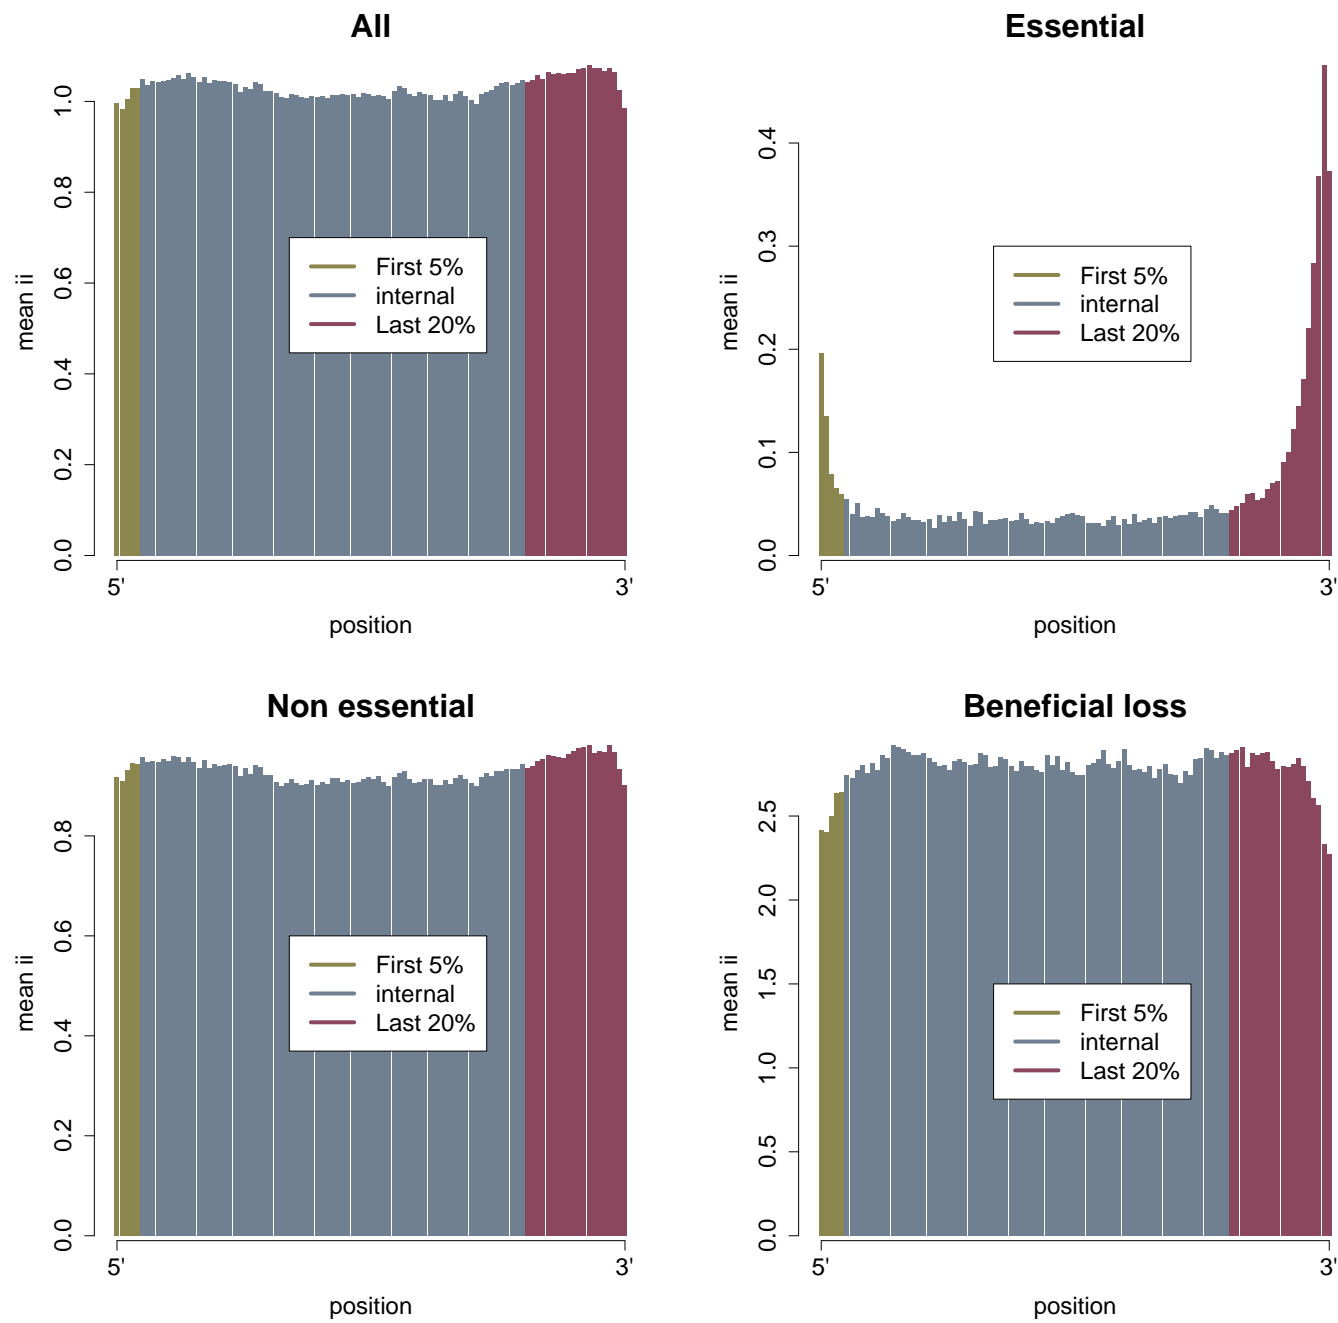 All
mean ii
1.0
0.8
0.6
0.4
0.2
0.0
First 5%
internal
Last 20%
5'
3'
position
Essential
mean ii
0.4
0.3
0.2
0.1
0.0
First 5%
internal
Last 20%
5'
3'
position
Non essential
mean ii
0.8
0.6
0.4
0.2
0.0
First 5%
internal
Last 20%
5'
3'
position
Beneficial loss
mean ii
2.5
2.0
1.5
1.0
0.5
0.0
First 5%
internal
Last 20%
5'
3'
position